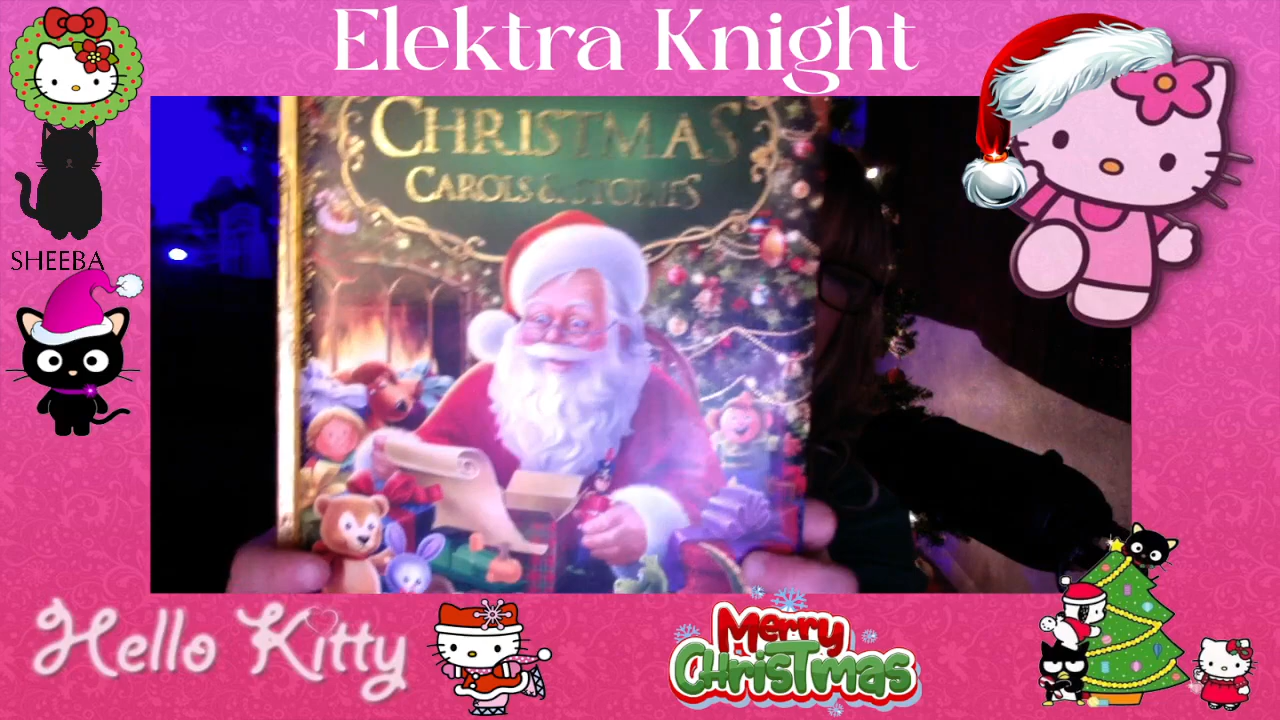 Elektra Knight
CHRISTMAS
CAROLS & STORIES
SHEEBA
Hello Kitty
Merry
CHRISTMAS